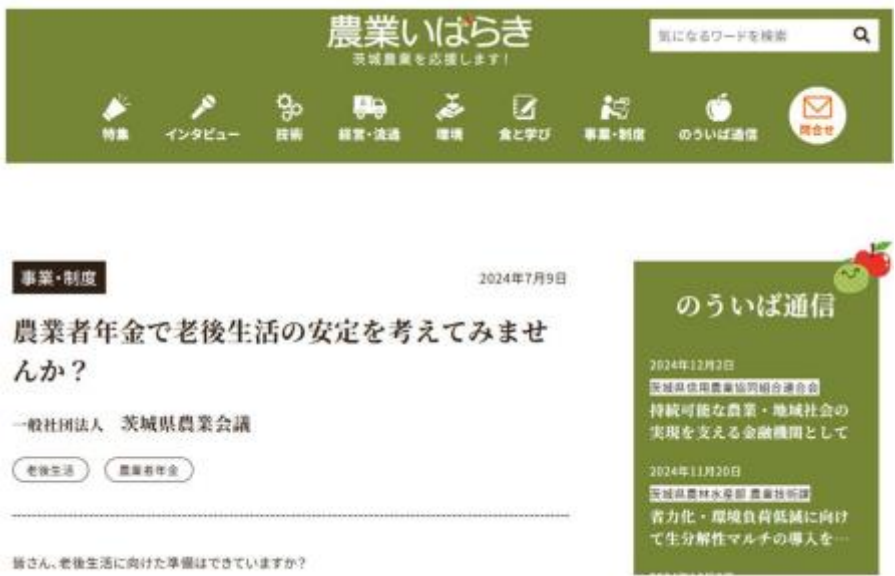 農業いばらき
茨城農業を応援します!
気になるワードを検索
特集
インタビュー
技術
経営・流通
環境
食と学び
事業・制度
のういば通信
問合せ
事業・制度
2024年7月9日
農業者年金で老後生活の安定を考えてみませ
んか?
一般社団法人 茨城県農業会議
老後生活
農業者年金
皆さん、老後生活に向けた準備はできていますか?
のういば通信
2024年12月2日
茨城県信用農業協同組合連合会
持続可能な農業・地域社会の
実現を支える金融機関として
2024年11月20日
茨城県農林水産部 農業技術課
省力化・環境負荷低減に向け
て生分解性マルチの導入を…